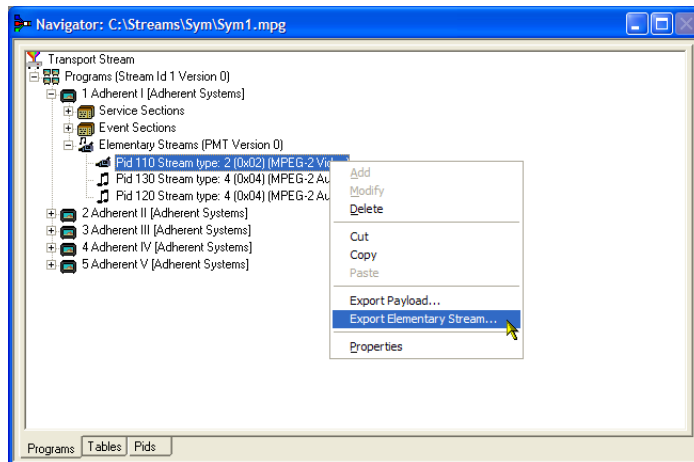 Navigator: C:\Streams\Sym\Sym1.mpg
Transport Stream
Programs (Stream Id 1 Version 0)
1 Adherent I [Adherent Systems]
Service Sections
Event Sections
Elementary Streams (PMT Version 0)
Pid 110 Stream type: 2 (0x02) (MPEG-2 Video)
Pid 130 Stream type: 4 (0x04) (MPEG-2 Au
Pid 120 Stream type: 4 (0x04) (MPEG-2 Au
2 Adherent II [Adherent Systems]
3 Adherent III [Adherent Systems]
4 Adherent IV [Adherent Systems]
5 Adherent V [Adherent Systems]
Add
Modify
Delete
Cut
Copy
Paste
Export Payload...
Export Elementary Stream...
Properties
Programs Tables Pids